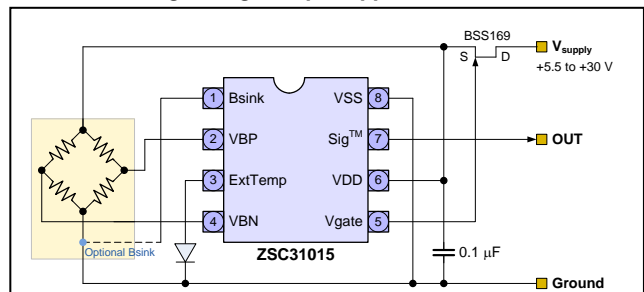 BSS169
S D
V_supply
+5.5 to +30 V
1 Bsink VSS 8
2 VBP Sig™ 7 OUT
3 ExtTemp VDD 6
4 VBN Vgate 5
Optional Bsink
ZSC31015
0.1 µF
Ground